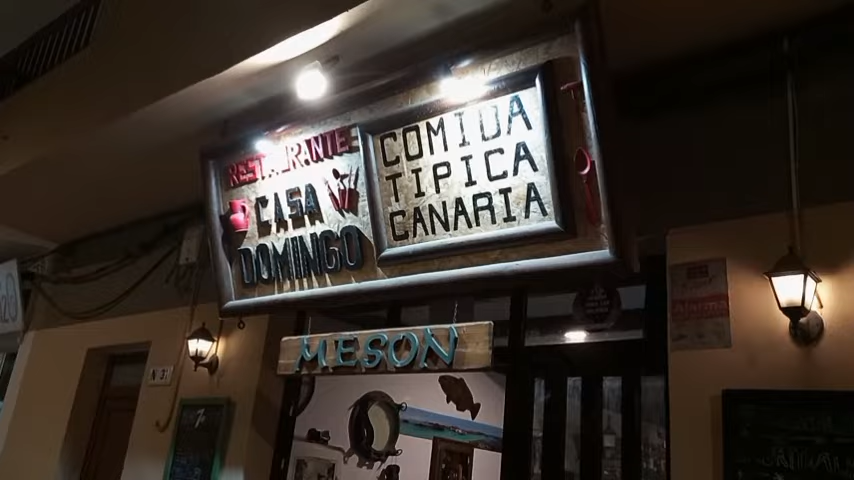 RESTAURANTE
CASA
DOMINGO
COMIDA
TIPICA
CANARIA
MESON